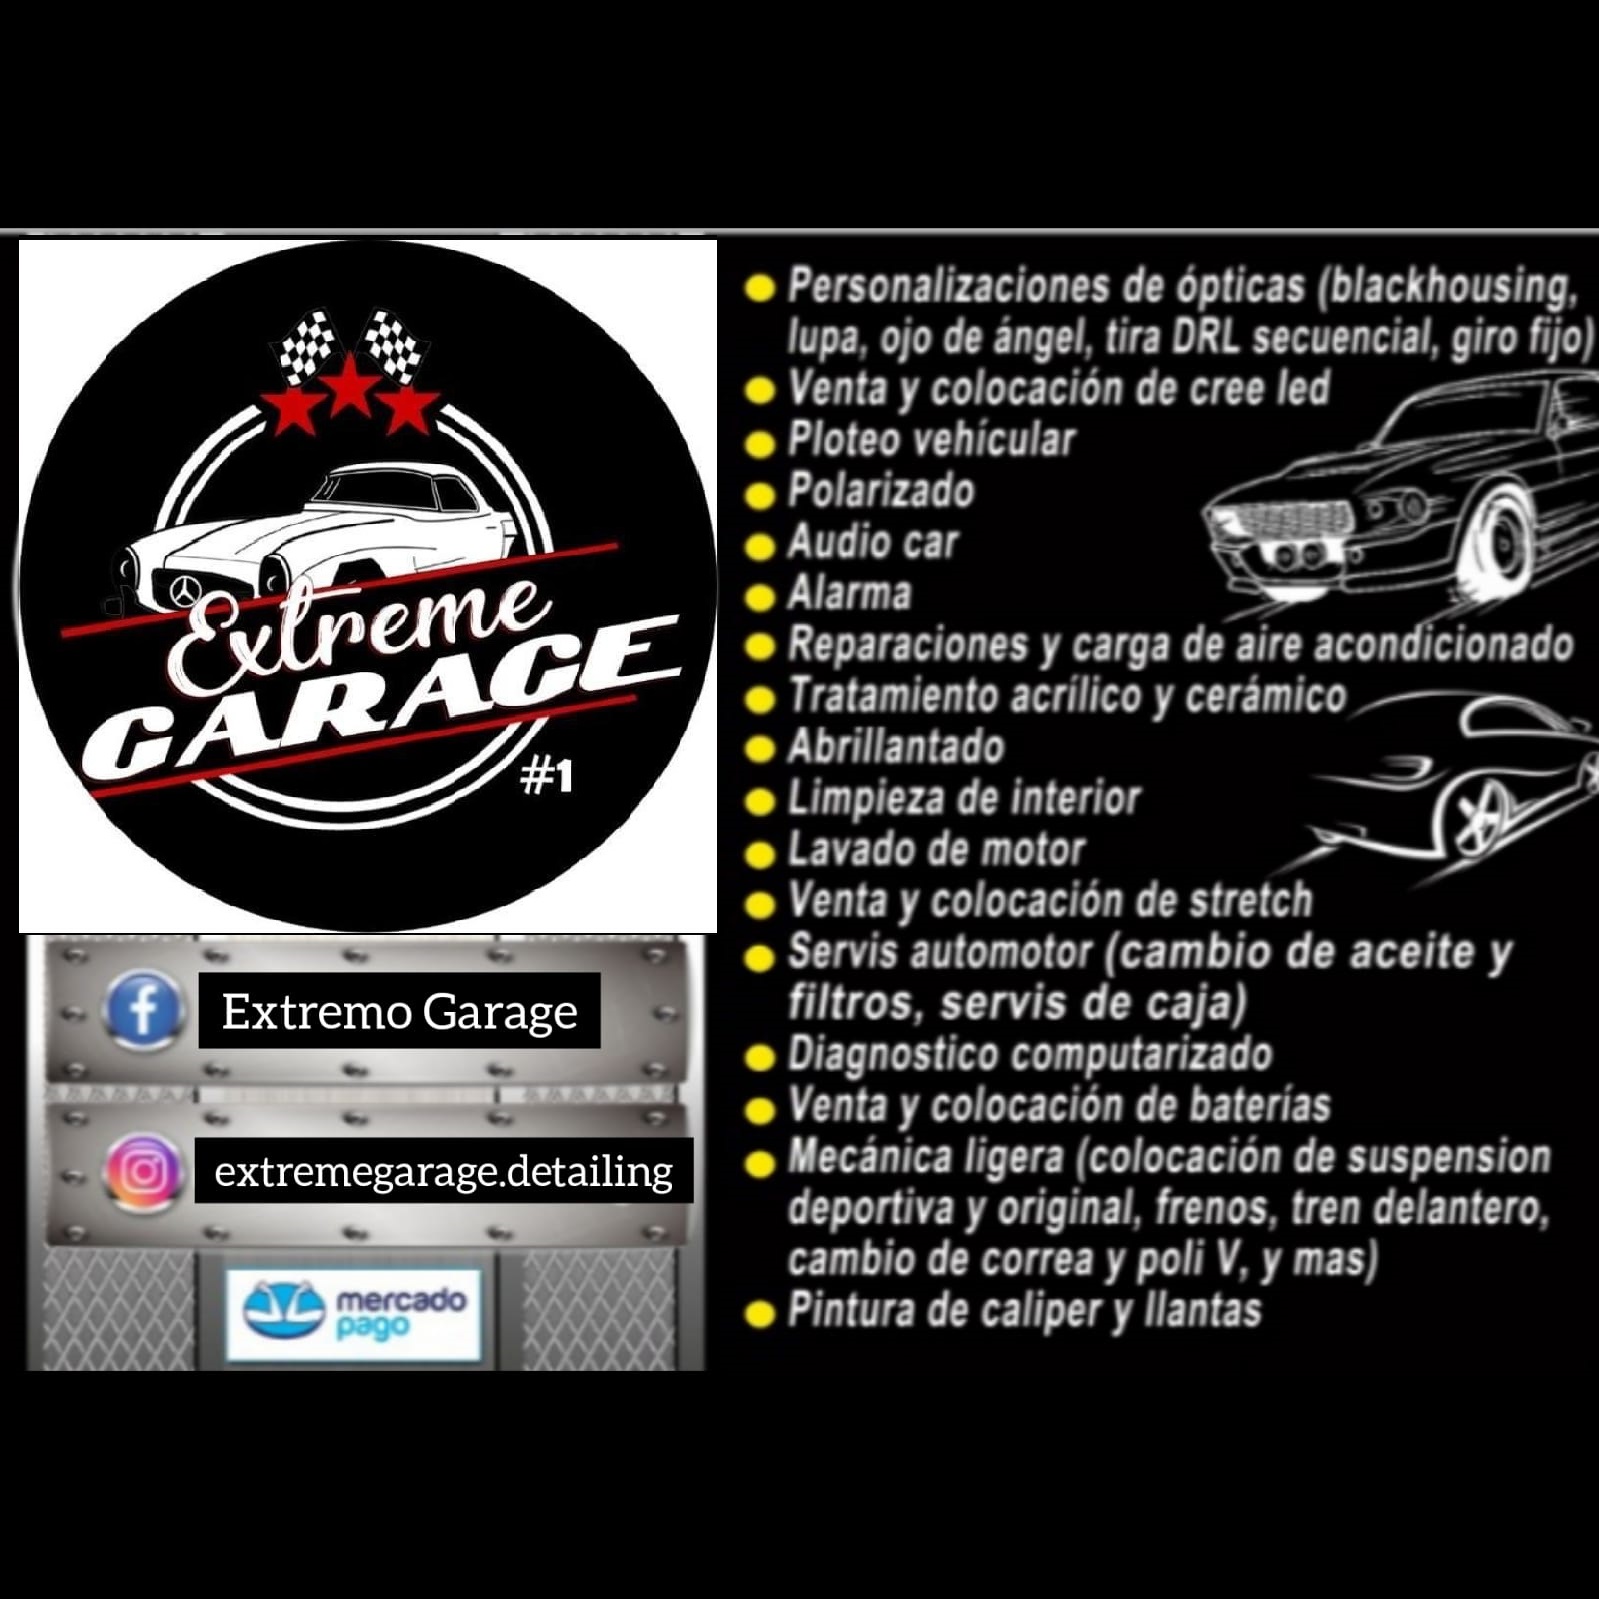 Extreme
GARAGE
#1
Extremo Garage
extremegarage.detailing
mercado
pago
Personalizaciones de ópticas (blackhousing,
lupa, ojo de ángel, tira DRL secuencial, giro fijo)
Venta y colocación de cree led
Ploteo vehícular
Polarizado
Audio car
Alarma
Reparaciones y carga de aire acondicionado
Tratamiento acrílico y cerámico
Abrillantado
Limpieza de interior
Lavado de motor
Venta y colocación de stretch
Servis automotor (cambio de aceite y
filtros, servis de caja)
Diagnostico computarizado
Venta y colocación de baterías
Mecánica ligera (colocación de suspension
deportiva y original, frenos, tren delantero,
cambio de correa y poli V, y mas)
Pintura de caliper y llantas